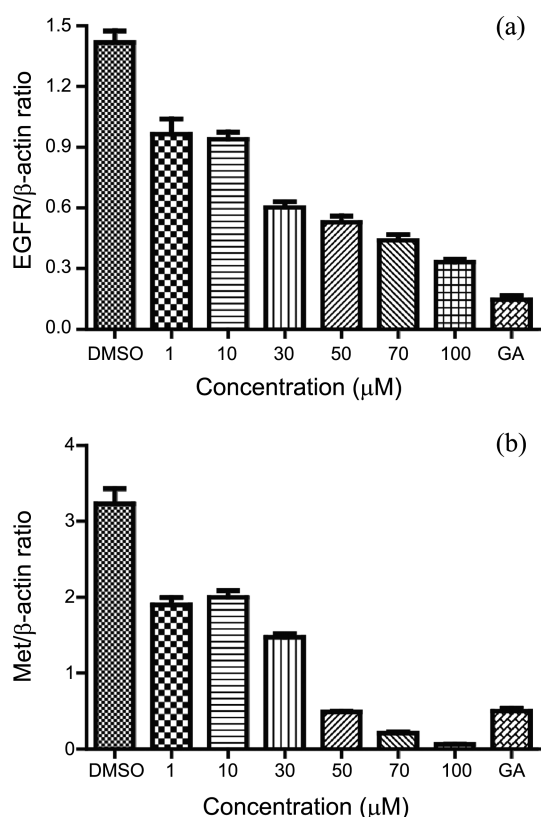 (a)
EGFR/β-actin ratio
1.5
1.2
0.9
0.6
0.3
0.0
DMSO 1 10 30 50 70 100 GA
Concentration (μM)
(b)
Met/β-actin ratio
4
3
2
1
0
DMSO 1 10 30 50 70 100 GA
Concentration (μM)